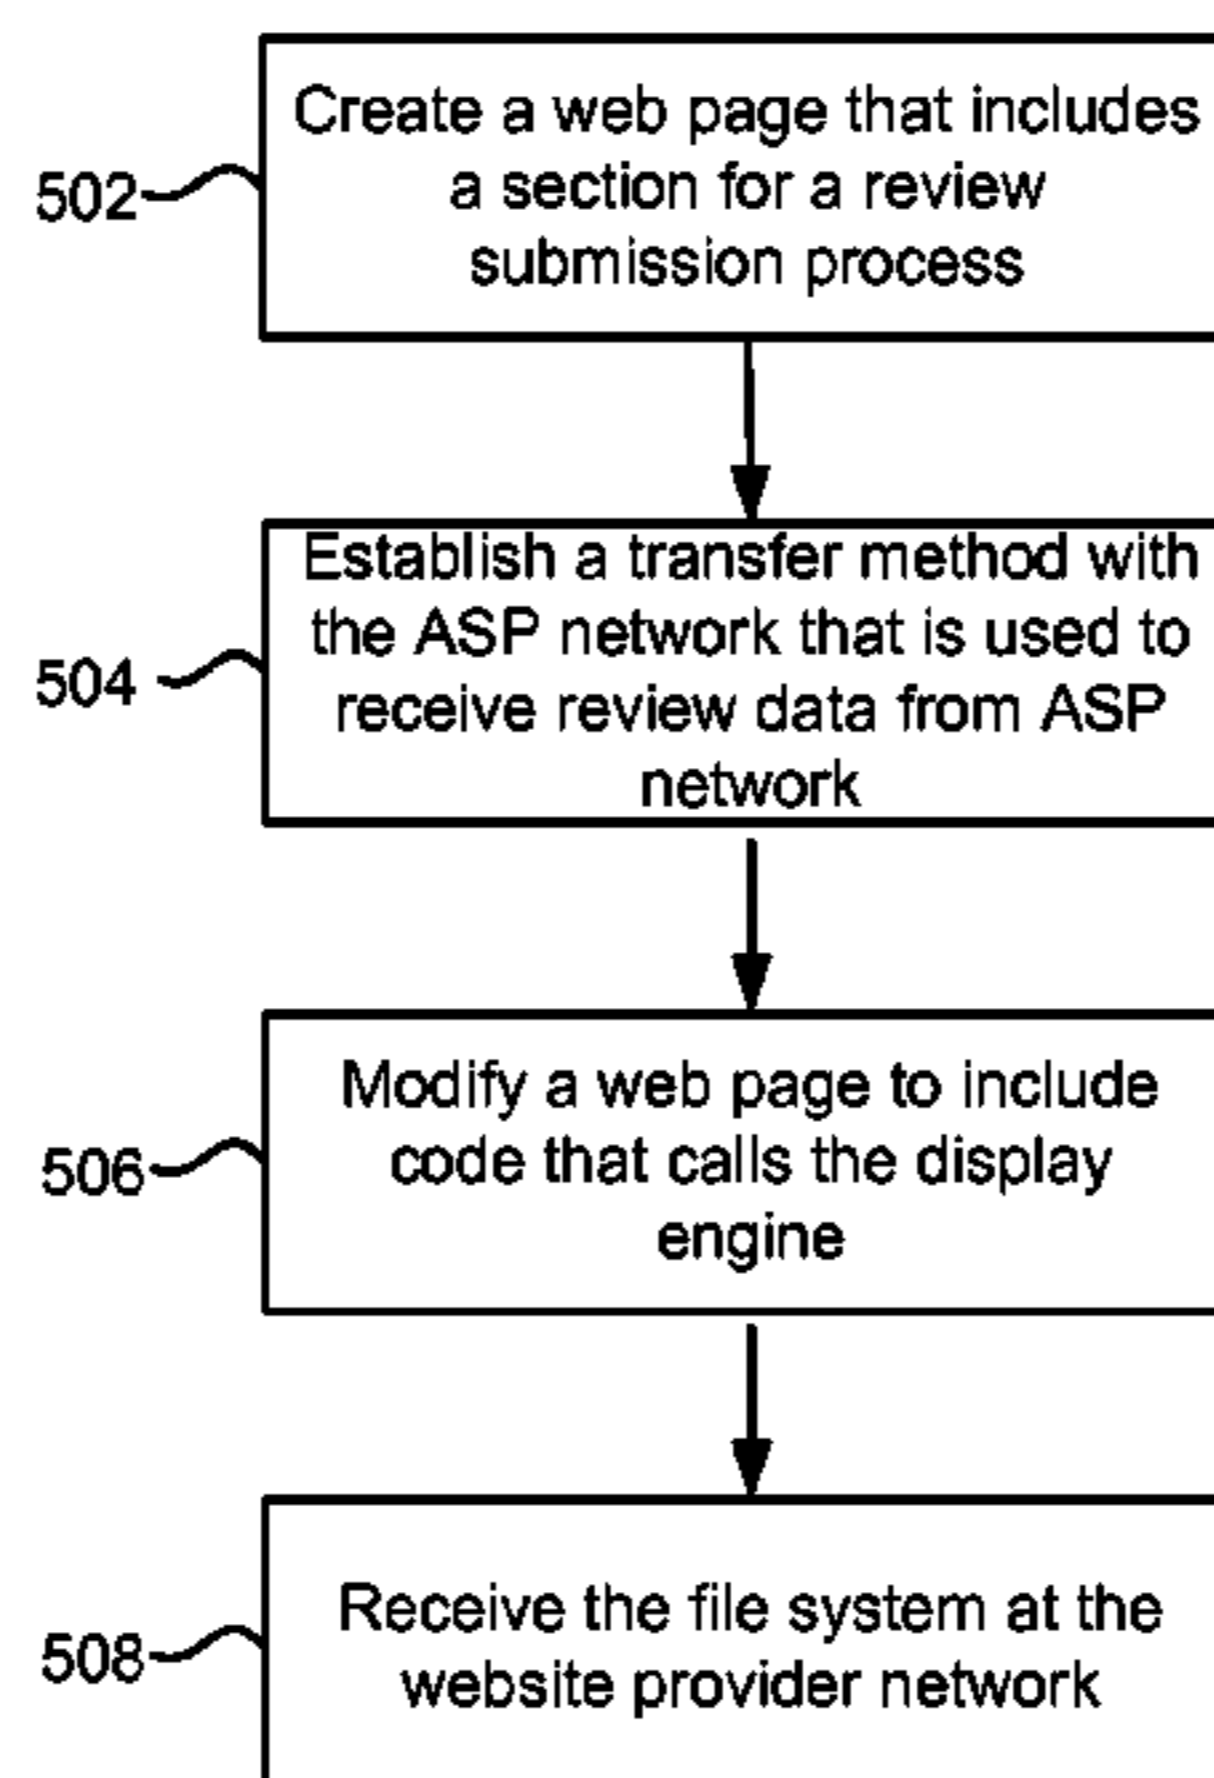 Create a web page that includes
a section for a review
submission process
502
Establish a transfer method with
the ASP network that is used to
receive review data from ASP
network
504
Modify a web page to include
code that calls the display
engine
506
Receive the file system at the
website provider network
508